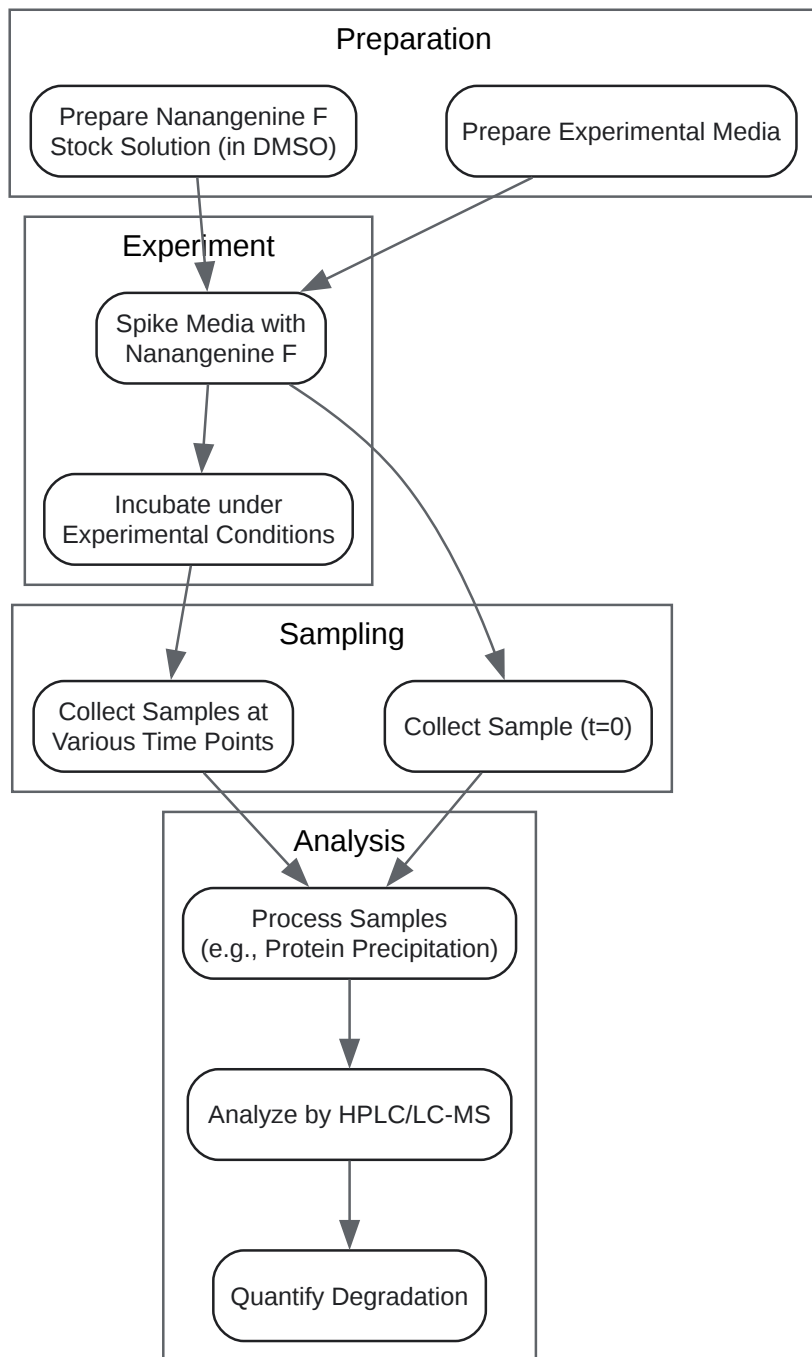 Preparation
Prepare Nanangenine F
Stock Solution (in DMSO)
Prepare Experimental Media
Experiment
Spike Media with
Nanangenine F
Incubate under
Experimental Conditions
Sampling
Collect Samples at
Various Time Points
Collect Sample (t=0)
Analysis
Process Samples
(e.g., Protein Precipitation)
Analyze by HPLC/LC-MS
Quantify Degradation